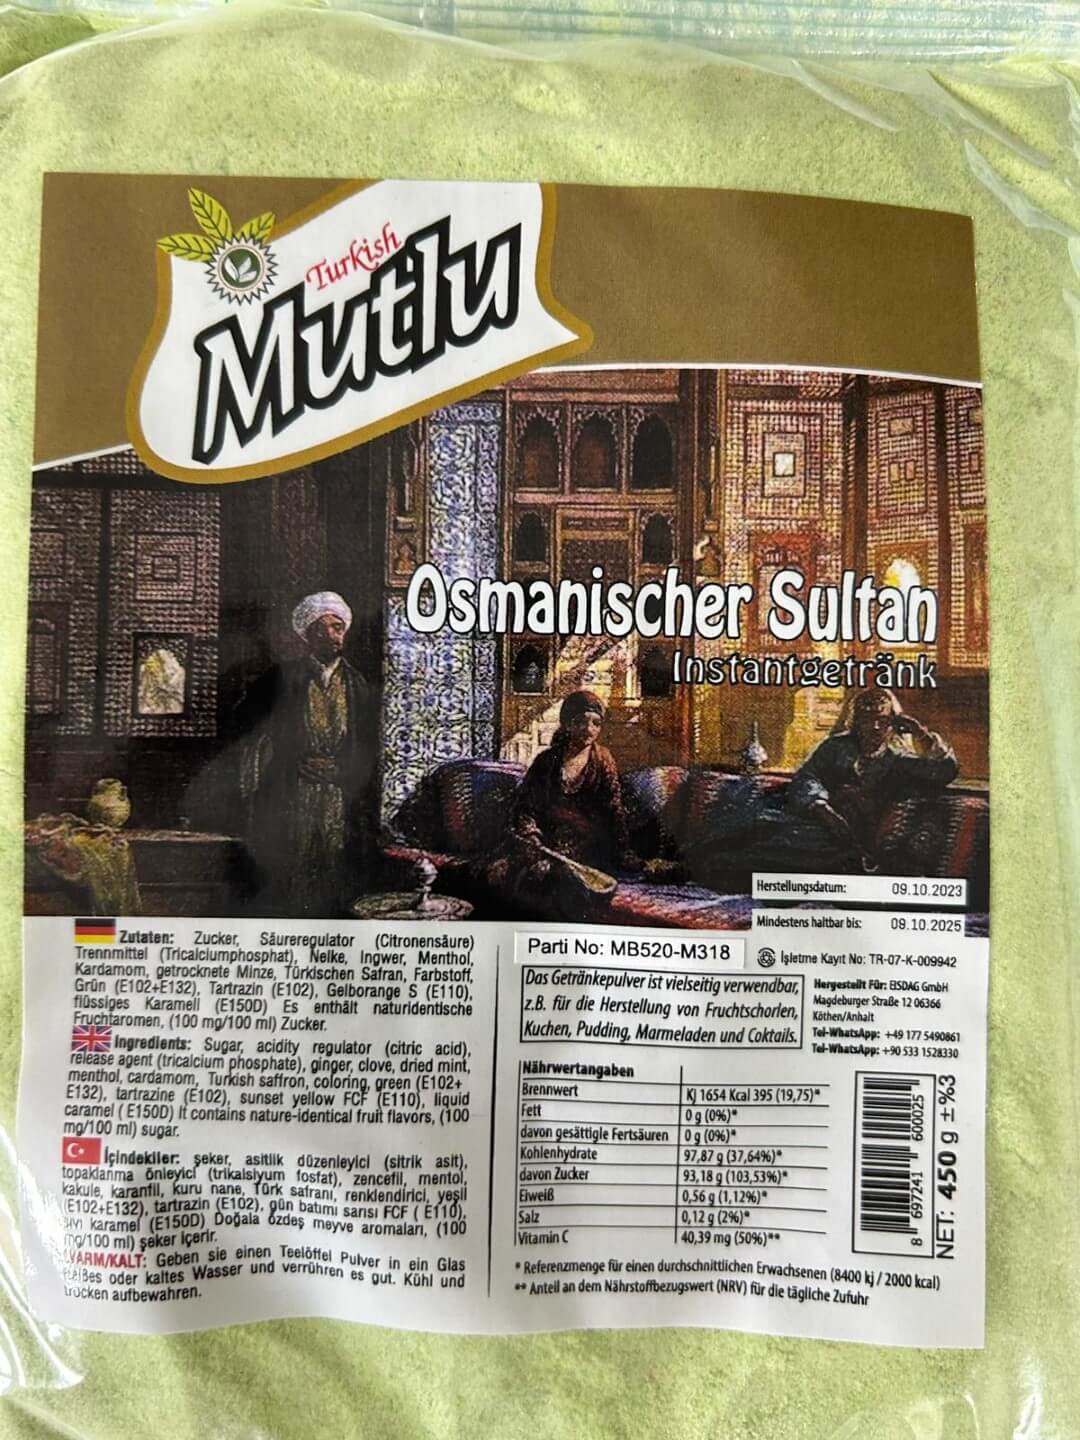 Turkish
Mutlu
Osmanischer Sultan
Instantgetränk
Herstellungsdatum: 09.10.2023
Mindestens haltbar bis: 09.10.2025
Zutaten: Zucker, Säureregulator (Citronensäure)
Trennmittel (Tricalciumphosphat), Nelke, Ingwer, Menthol,
Kardamom, getrocknete Minze, Türkischen Safran, Farbstoff,
Grün (E102+E132), Tartrazin (E102), Gelborange S (E110),
flüssiges Karamell (E150D) Es enthält naturidentische
Fruchtaromen, (100 mg/100 ml) Zucker.
Ingredients: Sugar, acidity regulator (citric acid),
release agent (tricalcium phosphate), ginger, clove, dried mint,
menthol, cardamom, Turkish saffron, coloring, green (E102+
E132), tartrazine (E102), sunset yellow FCF (E110), liquid
caramel ( E150D) It contains nature-identical fruit flavors, (100
mg/100 ml) sugar.
İçindekiler: şeker, asitlik düzenleyici (sitrik asit),
topaklanma önleyici (trikalsiyum fosfat), zencefil, mentol,
kakule, karanfil, kuru nane, Türk safranı, renklendirici, yeşil
(E102+E132), tartrazin (E102), gün batımı sarısı FCF ( E110),
sıvı karamel (E150D) Doğala özdeş meyve aromaları, (100
mg/100 ml) şeker içerir.
WARM/KALT: Geben sie einen Teelöffel Pulver in ein Glas
heißes oder kaltes Wasser und verrühren es gut. Kühl und
trocken aufbewahren.
Parti No: MB520-M318
İşletme Kayıt No: TR-07-K-009942
Das Getränkepulver ist vielseitig verwendbar,
z.B. für die Herstellung von Fruchtschorlen,
Kuchen, Pudding, Marmeladen und Coktails.
Hergestellt Für: EISDAG GmbH
Magdeburger Straße 12 06366
Köthen/Anhalt
Tel-WhatsApp: +49 177 5490861
Tel-WhatsApp: +90 533 1528330
Nährwertangaben
Brennwert KJ 1654 Kcal 395 (19,75)*
Fett 0 g (0%)*
davon gesättigle Fertsäuren 0 g (0%)*
Kohlenhydrate 97,87 g (37,64%)*
davon Zucker 93,18 g (103,53%)*
Eiweiß 0,56 g (1,12%)*
Salz 0,12 g (2%)*
Vitamin C 40,39 mg (50%)**
* Referenzmenge für einen durchschnittlichen Erwachsenen (8400 kj / 2000 kcal)
** Anteil an dem Nährstoffbezugswert (NRV) für die tägliche Zufuhr
8 697241 600025
NET: 450 g ±%3